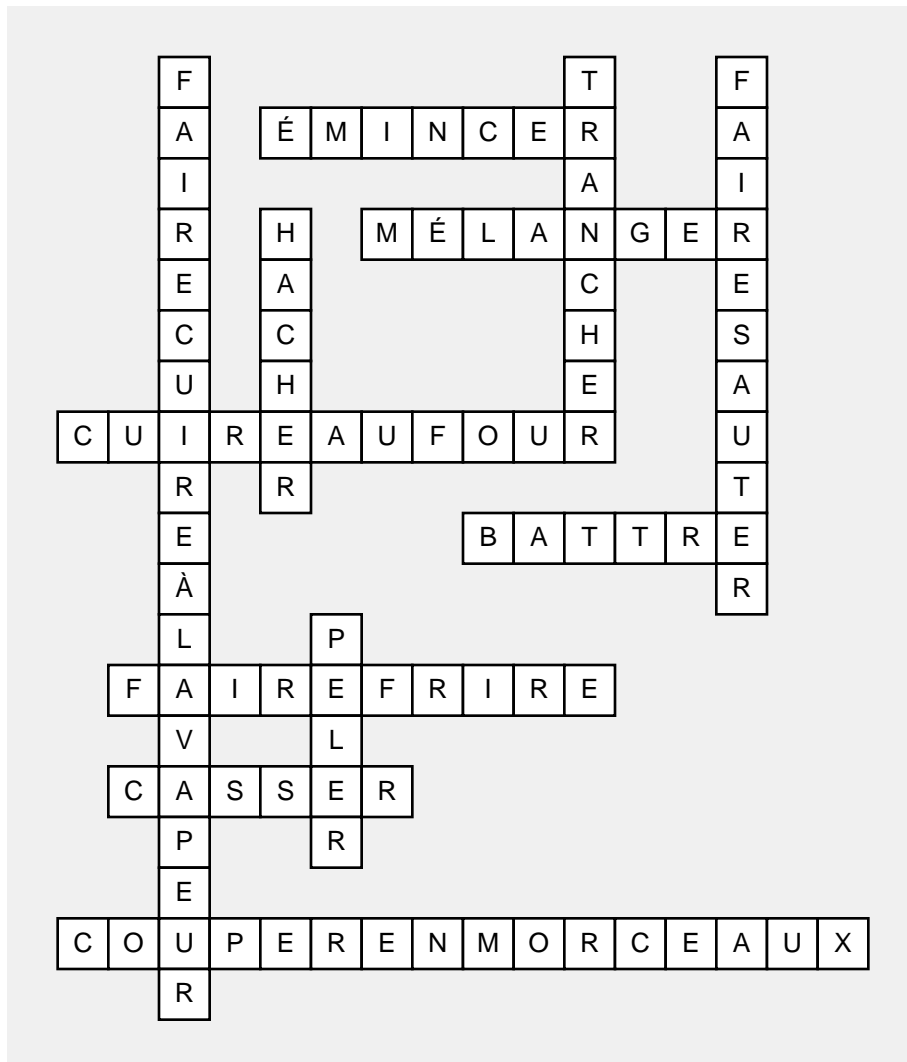 FAIRECUIREÀLAVAPEUR
TRANCHER
FAIRESAUTER
ÉMINCER
HACHER
MÉLANGER
CUIREAUFOUR
BATTRE
PELER
FAIREFRIRE
CASSER
COUPERENMORCEAUX